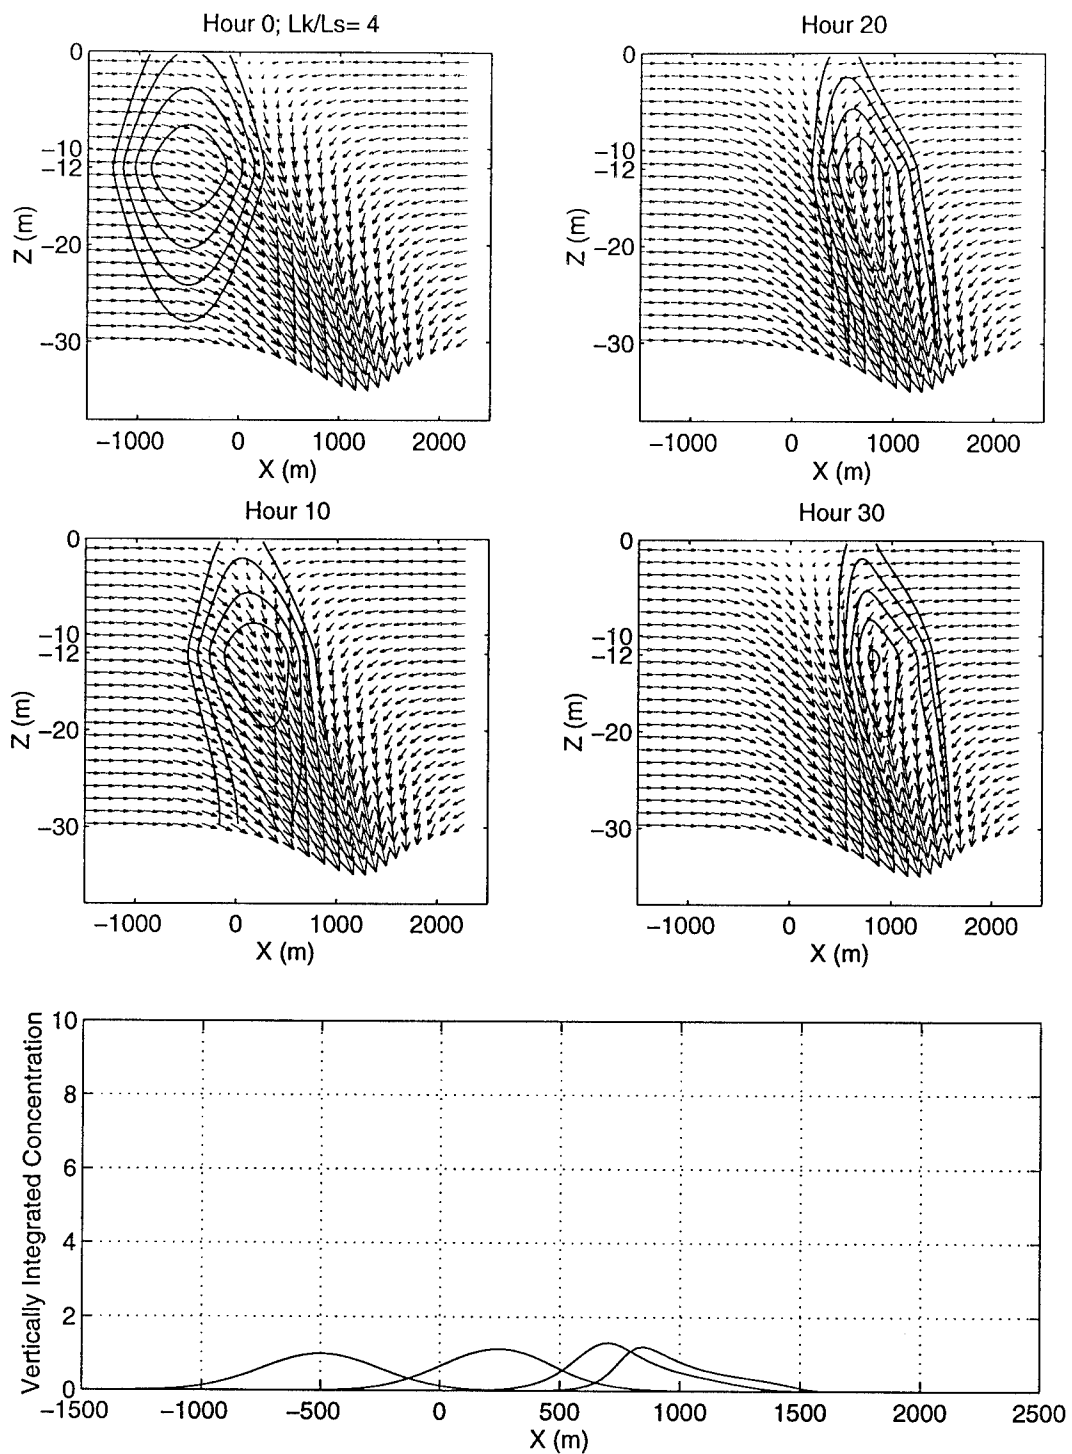 Hour 0; Lk/Ls= 4
0
−10
−12
−20
−30
Z (m)
−1000 0 1000 2000
X (m)
Hour 20
0
−10
−12
−20
−30
Z (m)
−1000 0 1000 2000
X (m)
Hour 10
0
−10
−12
−20
−30
Z (m)
−1000 0 1000 2000
X (m)
Hour 30
0
−10
−12
−20
−30
Z (m)
−1000 0 1000 2000
X (m)
Vertically Integrated Concentration
10
8
6
4
2
0
−1500 −1000 −500 0 500 1000 1500 2000 2500
X (m)